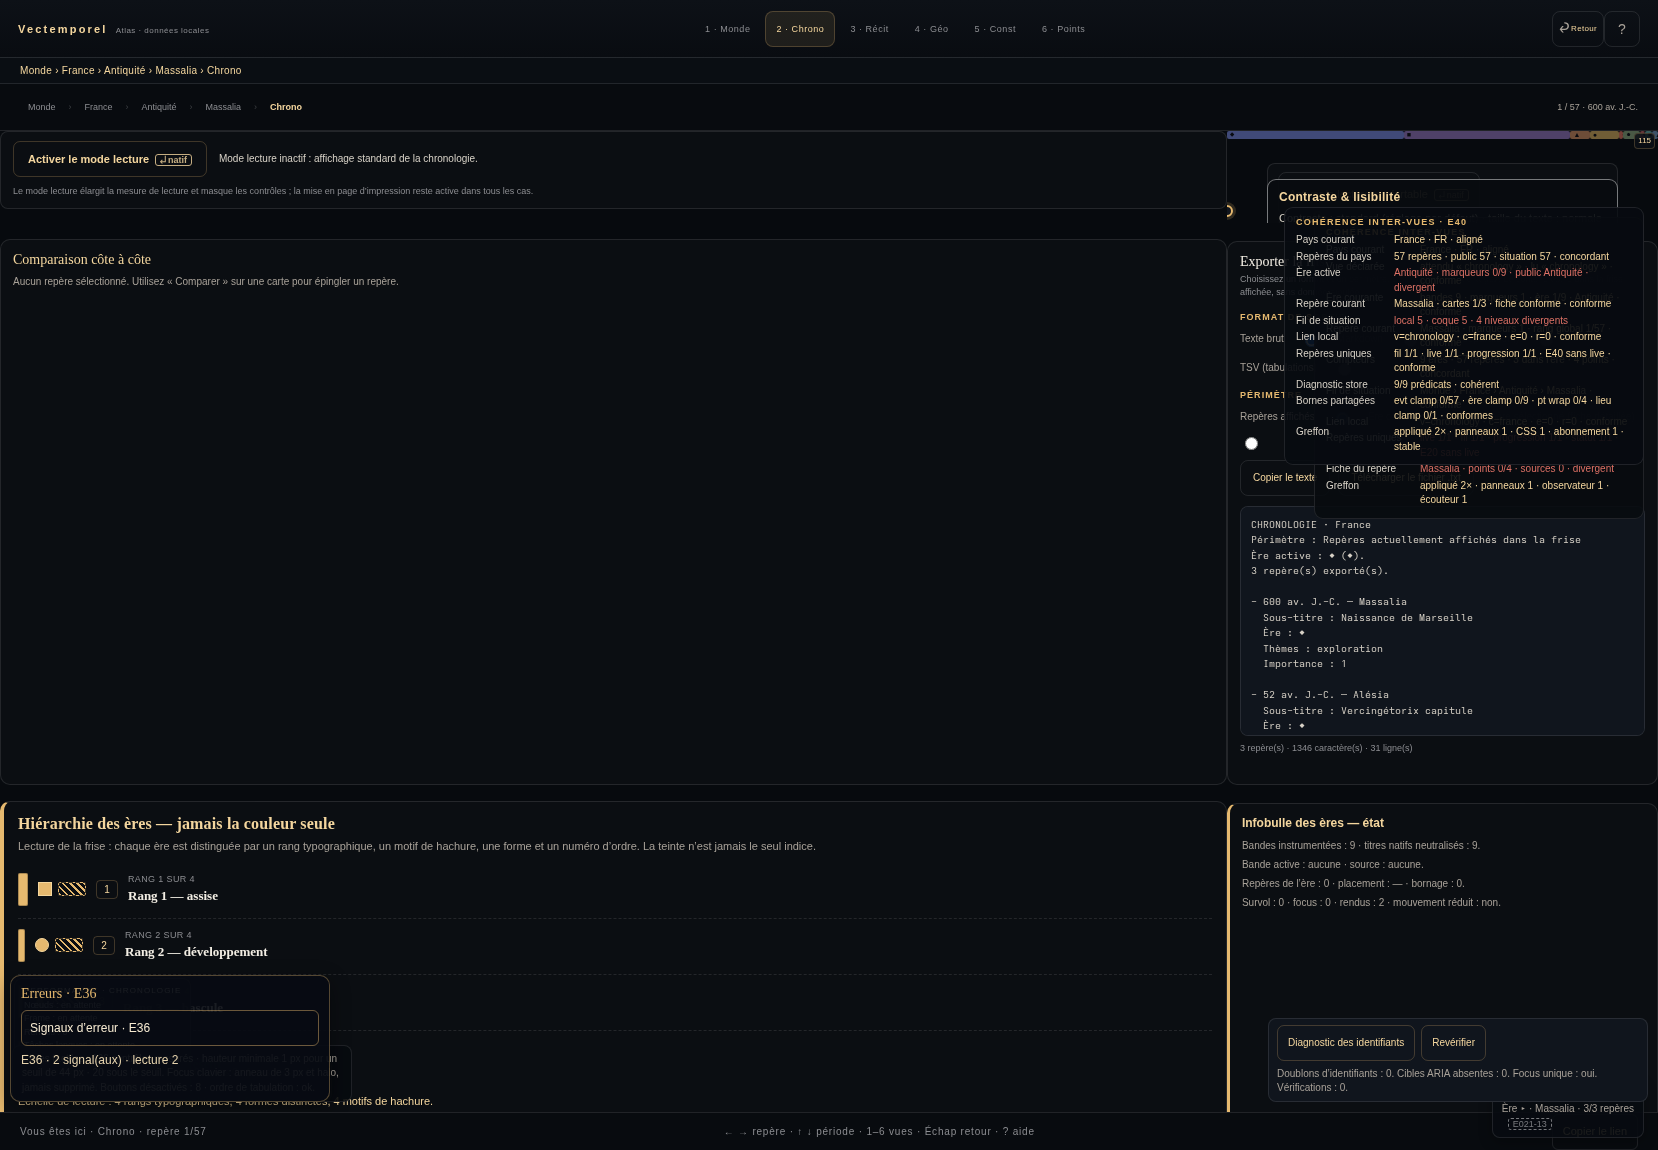 Vectemporel Atlas · données locales
1 · Monde 2 · Chrono 3 · Récit 4 · Géo 5 · Const 6 · Points
Retour ?
Monde › France › Antiquité › Massalia › Chrono
Monde › France › Antiquité › Massalia › Chrono
1 / 57 · 600 av. J.-C.
Activer le mode lecture natif
Mode lecture inactif : affichage standard de la chronologie.
Le mode lecture élargit la mesure de lecture et masque les contrôles ; la mise en page d’impression reste active dans tous les cas.
115
Comparaison côte à côte
Aucun repère sélectionné. Utilisez « Comparer » sur une carte pour épingler un repère.
Contraste & lisibilité
COHÉRENCE INTER-VUES · E40
Pays courant France · FR · aligné
Repères du pays 57 repères · public 57 · situation 57 · concordant
Ère active Antiquité · marqueurs 0/9 · public Antiquité ·
divergent
Repère courant Massalia · cartes 1/3 · fiche conforme · conforme
Fil de situation local 5 · coque 5 · 4 niveaux divergents
Lien local v=chronology · c=france · e=0 · r=0 · conforme
Repères uniques fil 1/1 · live 1/1 · progression 1/1 · E40 sans live ·
conforme
Diagnostic store 9/9 prédicats · cohérent
Bornes partagées evt clamp 0/57 · ère clamp 0/9 · pt wrap 0/4 · lieu
clamp 0/1 · conformes
Greffon appliqué 2× · panneaux 1 · CSS 1 · abonnement 1 ·
stable
Fiche du repère Massalia · points 0/4 · sources 0 · divergent
Greffon appliqué 2× · panneaux 1 · observateur 1 ·
écouteur 1
Choisissez
FORMAT
Texte brut
Copier le texte
CHRONOLOGIE · France
Périmètre : Repères actuellement affichés dans la frise
Ère active : ◆ (◆).
3 repère(s) exporté(s).
− 600 av. J.-C. — Massalia
Sous-titre : Naissance de Marseille
Ère : ◆
Thèmes : exploration
Importance : 1
− 52 av. J.-C. — Alésia
Sous-titre : Vercingétorix capitule
Ère : ◆
3 repère(s) · 1346 caractère(s) · 31 ligne(s)
Hiérarchie des ères — jamais la couleur seule
Lecture de la frise : chaque ère est distinguée par un rang typographique, un motif de hachure, une forme et un numéro d’ordre. La teinte n’est jamais le seul indice.
1
RANG 1 SUR 4
Rang 1 — assise
2
RANG 2 SUR 4
Rang 2 — développement
Erreurs · E36
Signaux d’erreur · E36
E36 · 2 signal(aux) · lecture 2
Echelle de lecture : 4 rangs typographiques, 4 formes distinctes, 4 motifs de hachure.
Infobulle des ères — état
Bandes instrumentées : 9 · titres natifs neutralisés : 9.
Bande active : aucune · source : aucune.
Repères de l’ère : 0 · placement : — · bornage : 0.
Survol : 0 · focus : 0 · rendus : 2 · mouvement réduit : non.
Diagnostic des identifiants Revérifier
Doublons d’identifiants : 0. Cibles ARIA absentes : 0. Focus unique : oui.
Vérifications : 0.
Ère ◆ · Massalia · 3/3 repères
E021-13
Copier le lien
Vous êtes ici · Chrono · repère 1/57
← → repère · ↑ ↓ période · 1–6 vues · Échap retour · ? aide